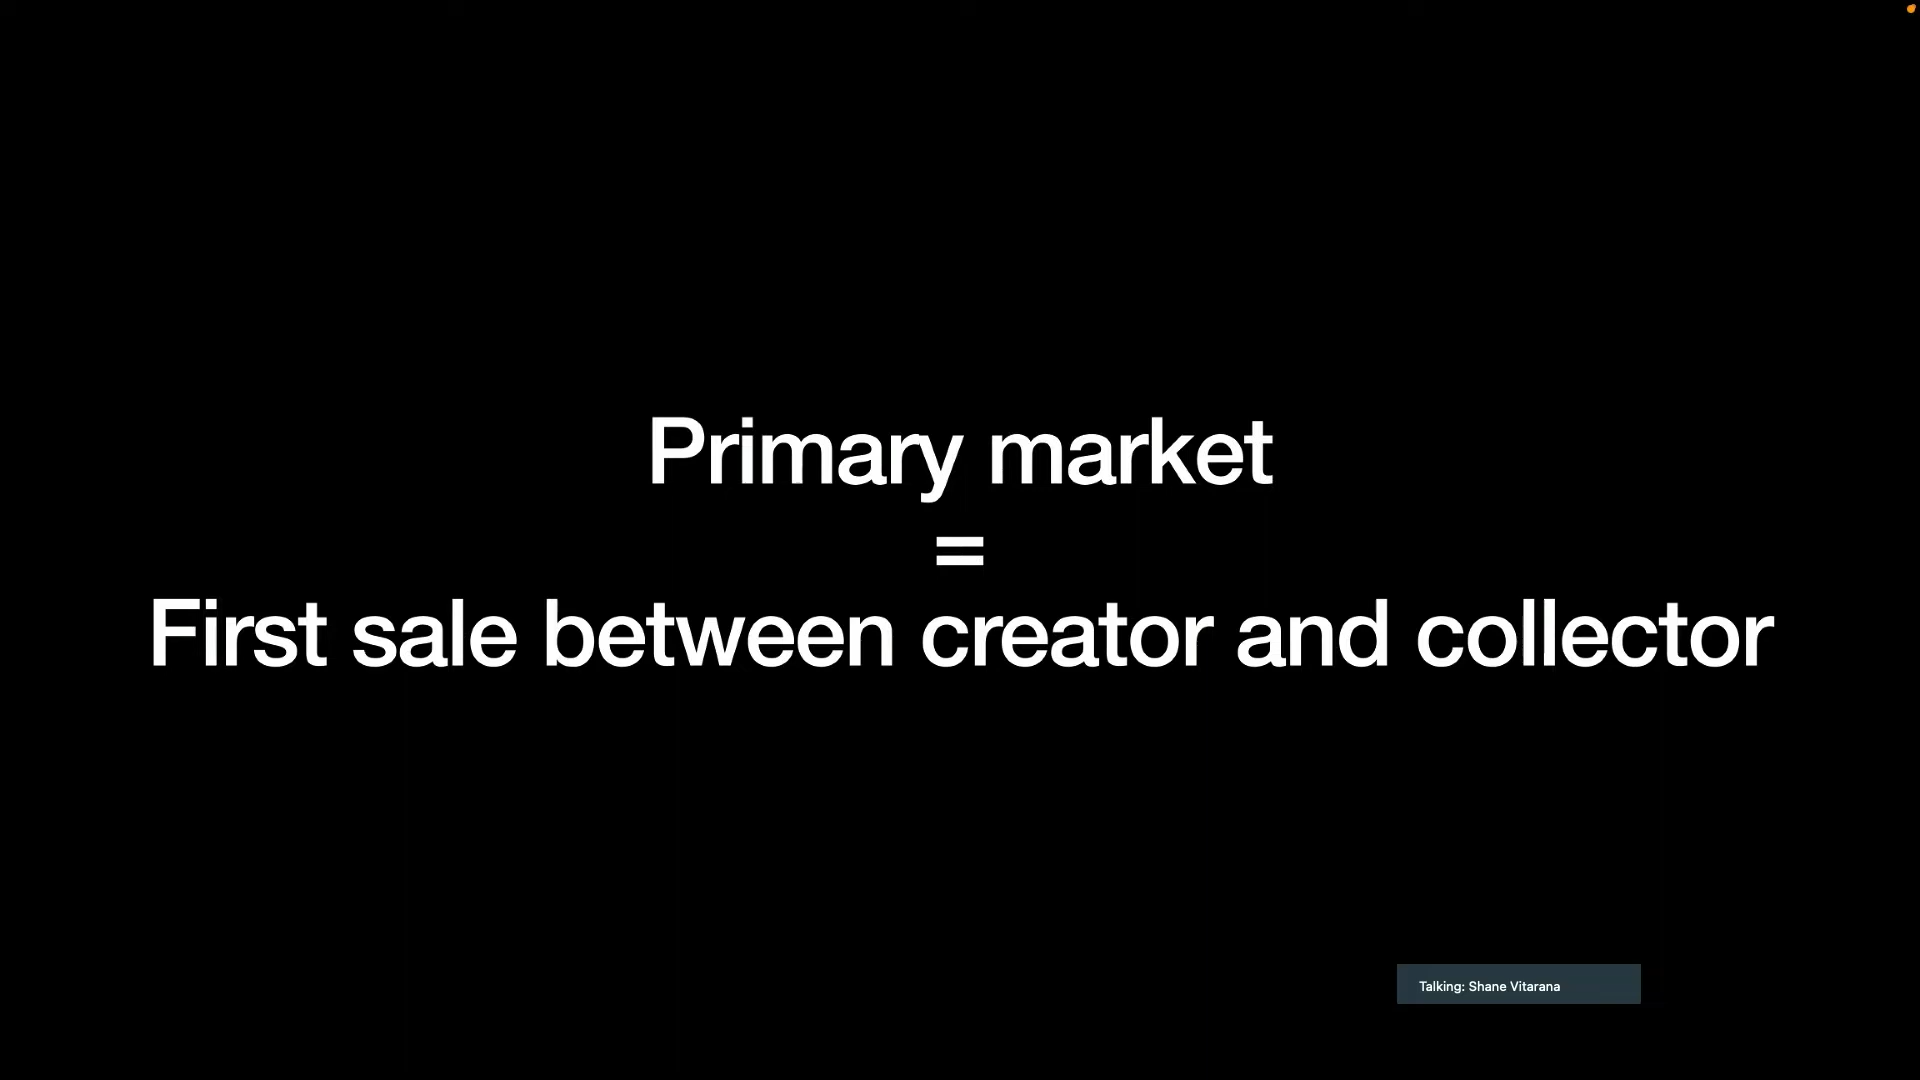 Primary market
=
First sale between creator and collector
Talking: Shane Vitarana